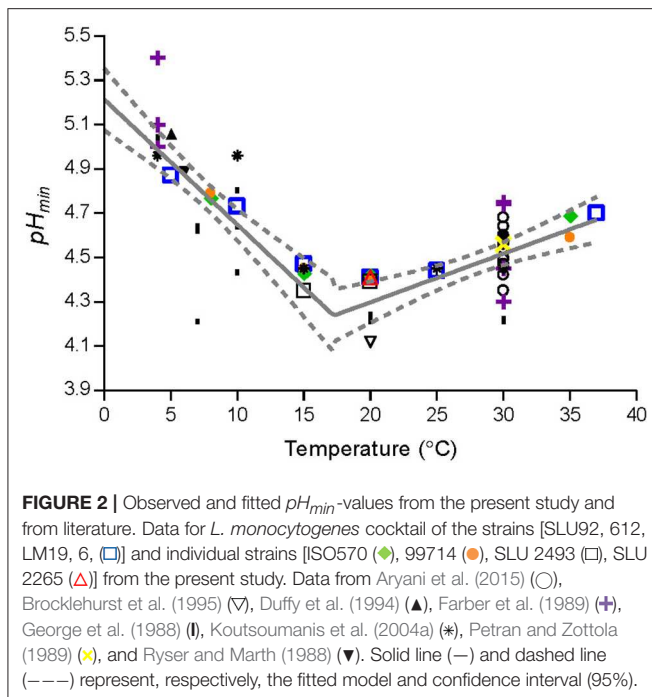 5.5
5.3
5.1
4.9
4.7
4.5
4.3
4.1
3.9
pHmin
0 5 10 15 20 25 30 35 40
Temperature (°C)
FIGURE 2 | Observed and fitted pHmin-values from the present study and
from literature. Data for L. monocytogenes cocktail of the strains [SLU92, 612,
LM19, 6, (□)] and individual strains [ISO570 (◆), 99714 (●), SLU 2493 (□), SLU
2265 (△)] from the present study. Data from Aryani et al. (2015) (○),
Brocklehurst et al. (1995) (▽), Duffy et al. (1994) (▲), Farber et al. (1989) (+),
George et al. (1988) (I), Koutsoumanis et al. (2004a) (*), Petran and Zottola
(1989) (×), and Ryser and Marth (1988) (▼). Solid line (—) and dashed line
(−−−) represent, respectively, the fitted model and confidence interval (95%).